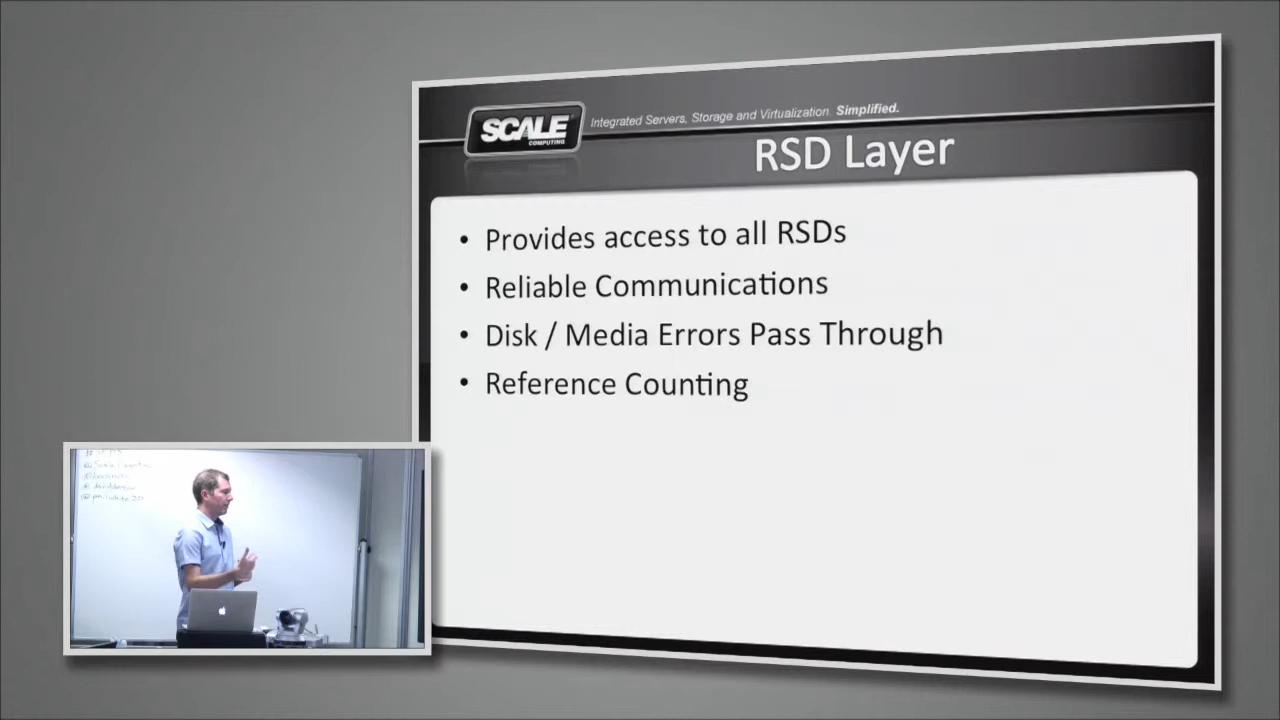 SCALE
COMPUTING
Integrated Servers, Storage and Virtualization. Simplified.
RSD Layer
• Provides access to all RSDs
• Reliable Communications
• Disk / Media Errors Pass Through
• Reference Counting